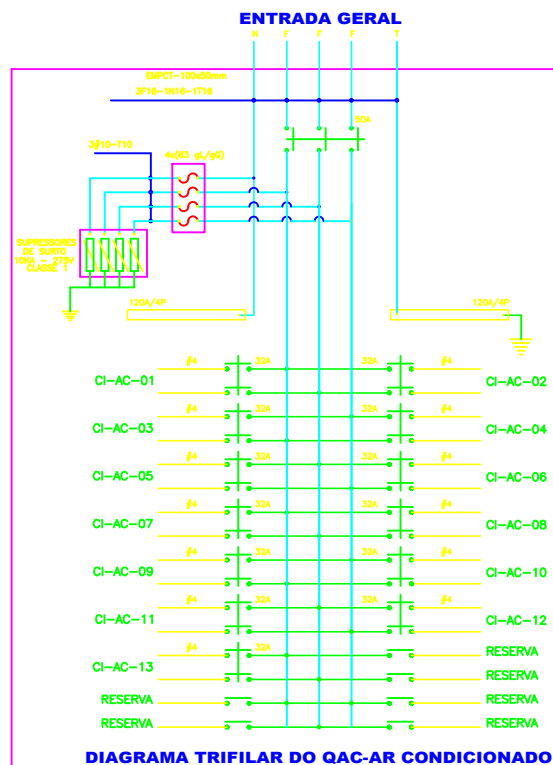 ENTRADA GERAL
N F F F T
EMPCT-100x50mm
3F16-1N16-1T16
50A
3#10-T10
4x(63 gL/gG)
SUPRESSORES
DE SURTO
10KA - 275V
CLASSE 1
120A/4P 120A/4P
#4 32A 32A #4
CI-AC-01 CI-AC-02
#4 32A 32A #4
CI-AC-03 CI-AC-04
#4 32A 32A #4
CI-AC-05 CI-AC-06
#4 32A 32A #4
CI-AC-07 CI-AC-08
#4 32A 32A #4
CI-AC-09 CI-AC-10
#4 32A 32A #4
CI-AC-11 CI-AC-12
#4 32A RESERVA
CI-AC-13 RESERVA
RESERVA RESERVA
RESERVA RESERVA
DIAGRAMA TRIFILAR DO QAC-AR CONDICIONADO